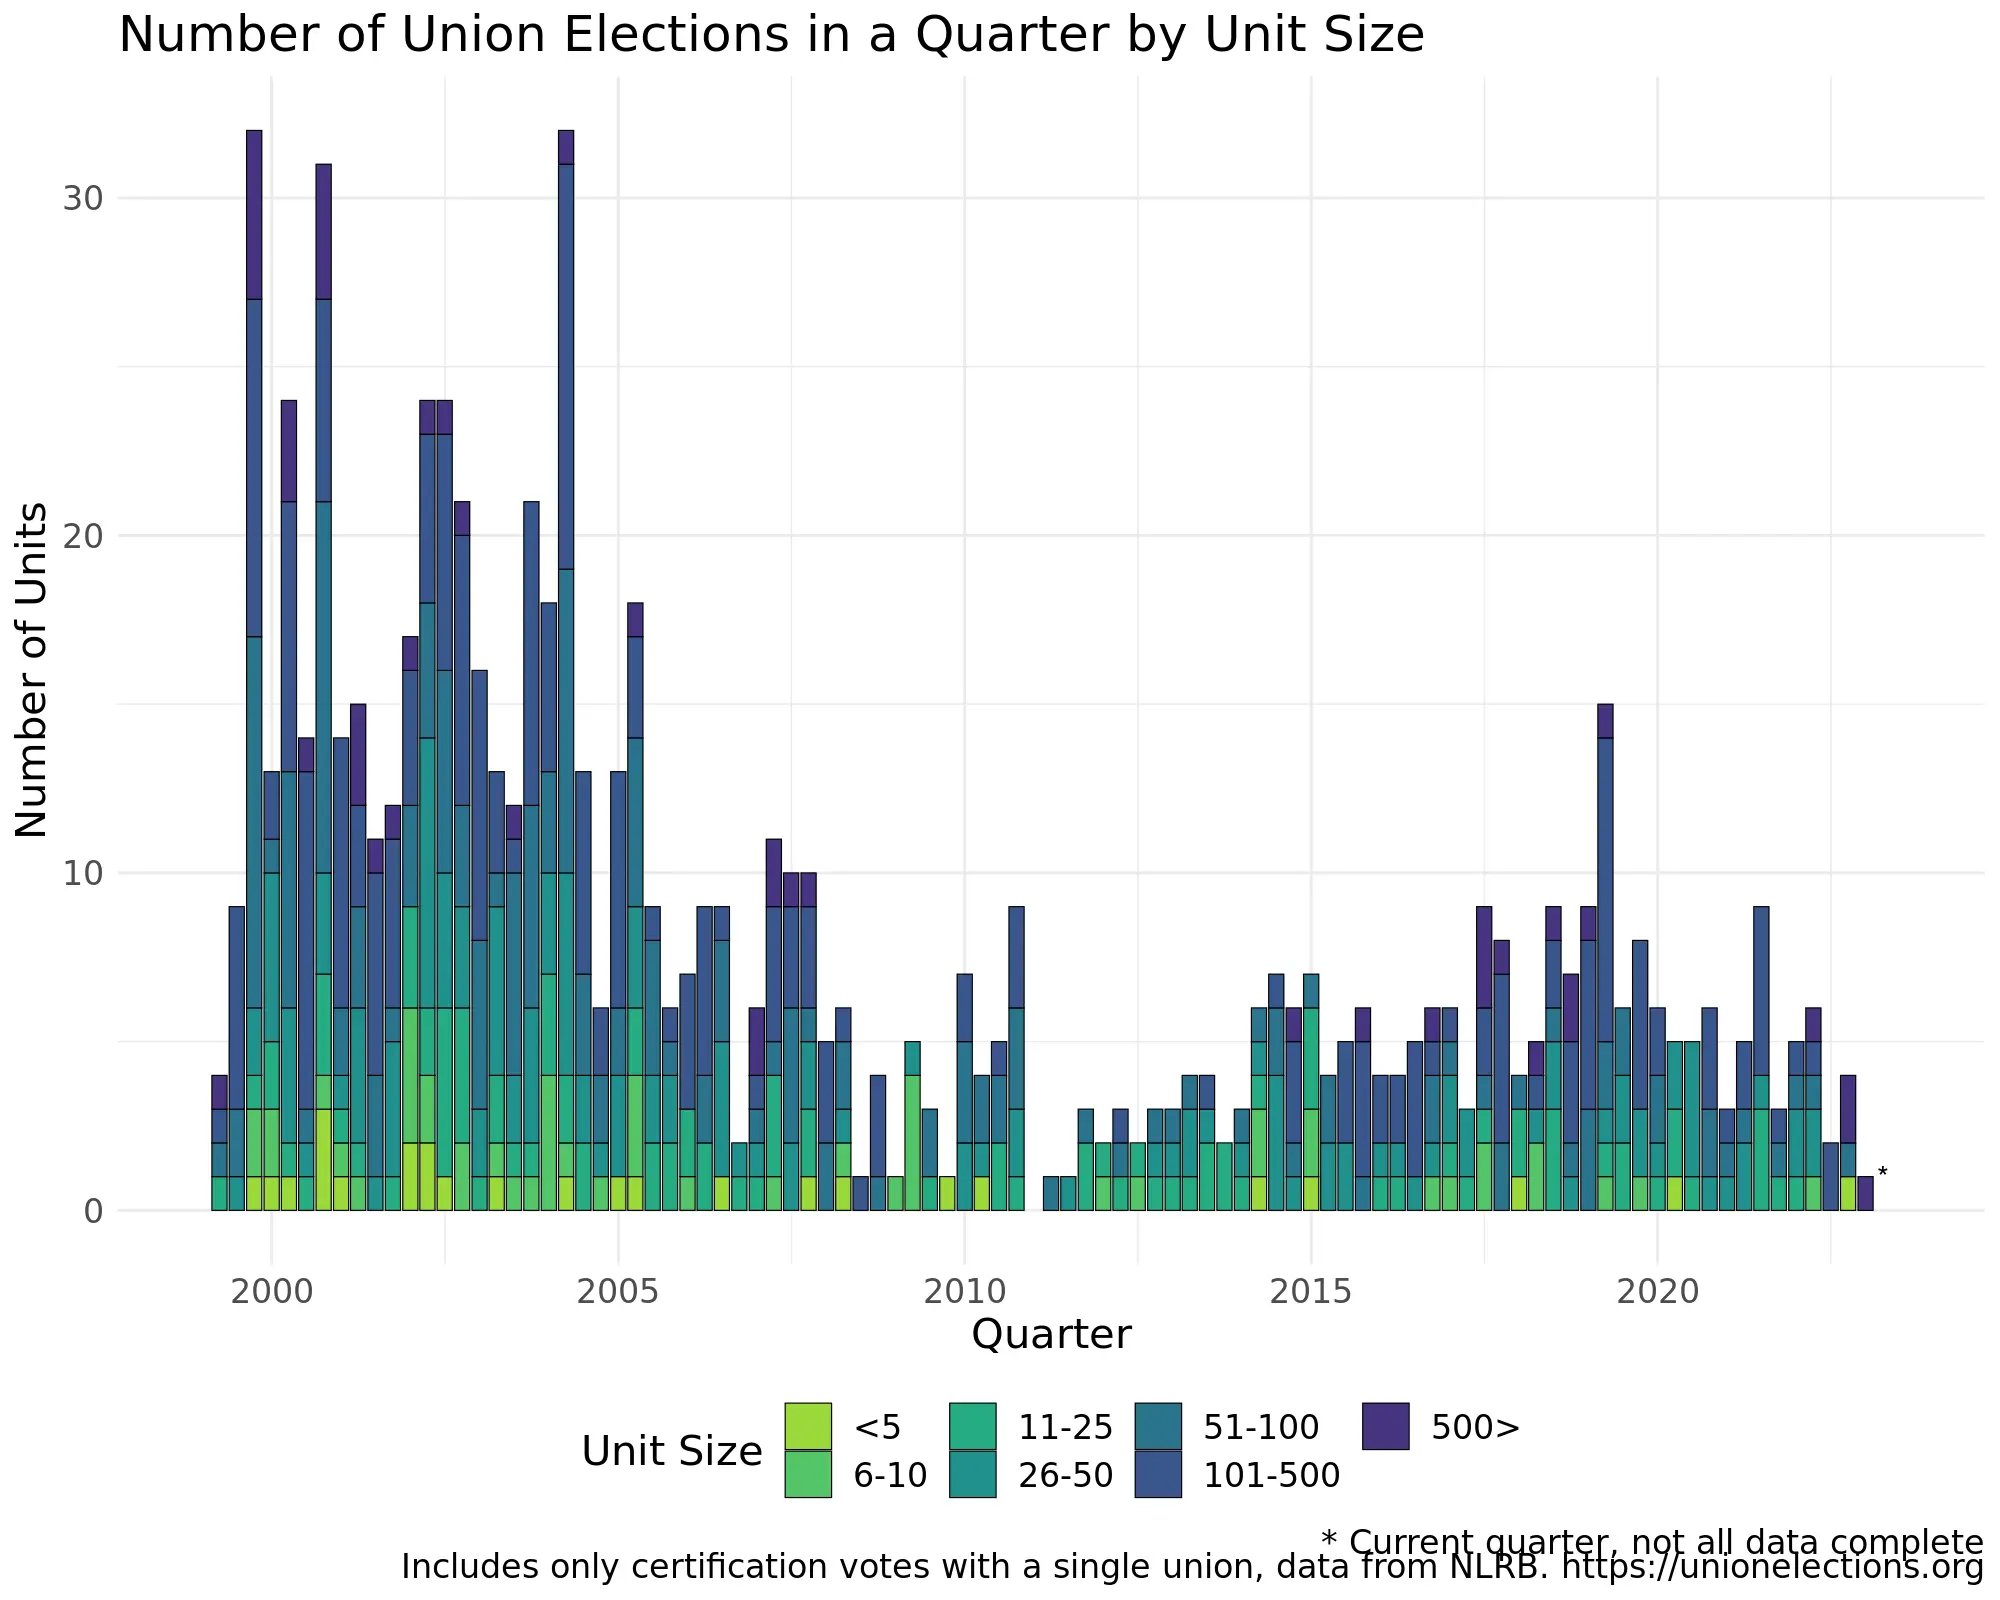 Number of Union Elections in a Quarter by Unit Size
Number of Units
30
20
10
0
*
2000 2005 2010 2015 2020
Quarter
Unit Size
<5 11-25 51-100 500>
6-10 26-50 101-500
* Current quarter, not all data complete
Includes only certification votes with a single union, data from NLRB. https://unionelections.org